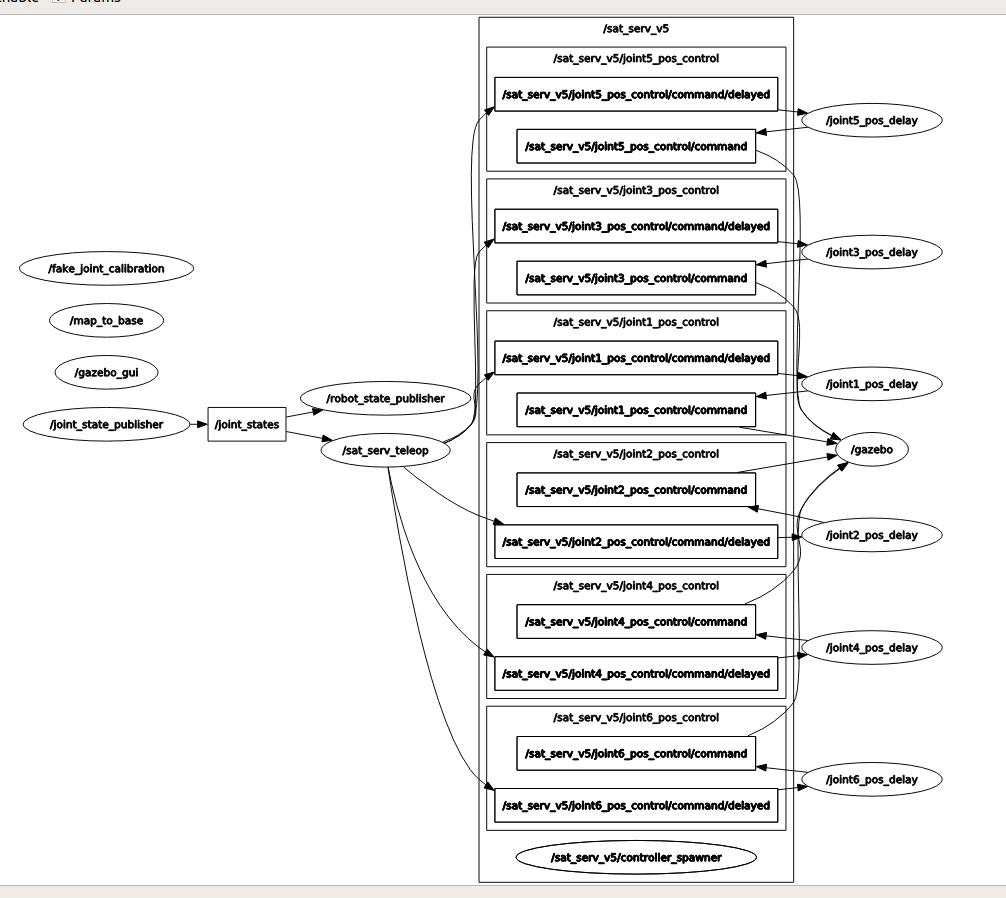 Params
/sat_serv_v5
/sat_serv_v5/joint5_pos_control
/sat_serv_v5/joint5_pos_control/command/delayed
/joint5_pos_delay
/sat_serv_v5/joint5_pos_control/command
/sat_serv_v5/joint3_pos_control
/sat_serv_v5/joint3_pos_control/command/delayed
/joint3_pos_delay
/sat_serv_v5/joint3_pos_control/command
/fake_joint_calibration
/map_to_base
/gazebo_gui
/joint_state_publisher
/joint_states
/robot_state_publisher
/sat_serv_teleop
/sat_serv_v5/joint1_pos_control
/sat_serv_v5/joint1_pos_control/command/delayed
/joint1_pos_delay
/sat_serv_v5/joint1_pos_control/command
/gazebo
/sat_serv_v5/joint2_pos_control
/sat_serv_v5/joint2_pos_control/command
/joint2_pos_delay
/sat_serv_v5/joint2_pos_control/command/delayed
/sat_serv_v5/joint4_pos_control
/sat_serv_v5/joint4_pos_control/command
/joint4_pos_delay
/sat_serv_v5/joint4_pos_control/command/delayed
/sat_serv_v5/joint6_pos_control
/sat_serv_v5/joint6_pos_control/command
/joint6_pos_delay
/sat_serv_v5/joint6_pos_control/command/delayed
/sat_serv_v5/controller_spawner